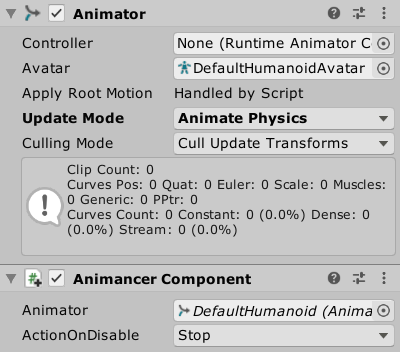 Animator
Controller None (Runtime Animator C
Avatar DefaultHumanoidAvatar
Apply Root Motion Handled by Script
Update Mode Animate Physics
Culling Mode Cull Update Transforms
Clip Count: 0
Curves Pos: 0 Quat: 0 Euler: 0 Scale: 0 Muscles:
0 Generic: 0 PPtr: 0
Curves Count: 0 Constant: 0 (0.0%) Dense: 0
(0.0%) Stream: 0 (0.0%)
Animancer Component
Animator DefaultHumanoid (Anima
ActionOnDisable Stop